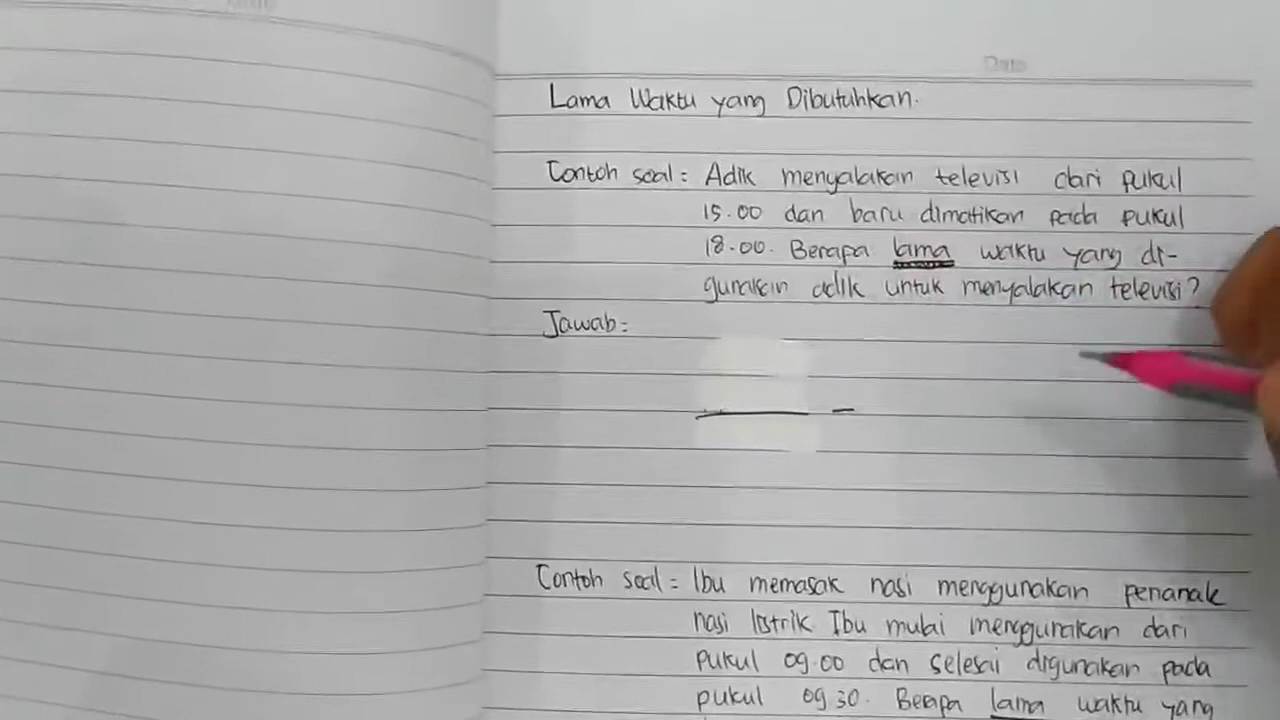 Date
Lama Waktu yang Dibutuhkan.
Contoh soal = Adik menyalakan televisi dari pukul
15.00 dan baru dimatikan pada pukul
18.00. Berapa lama waktu yang di-
gunakan adik untuk menyalakan televisi?
Jawab =
Contoh soal = Ibu memasak nasi menggunakan penanak
nasi listrik Ibu mulai menggunakan dari
pukul 09.00 dan selesai digunakan pada
pukul 09.30. Berapa lama waktu yang